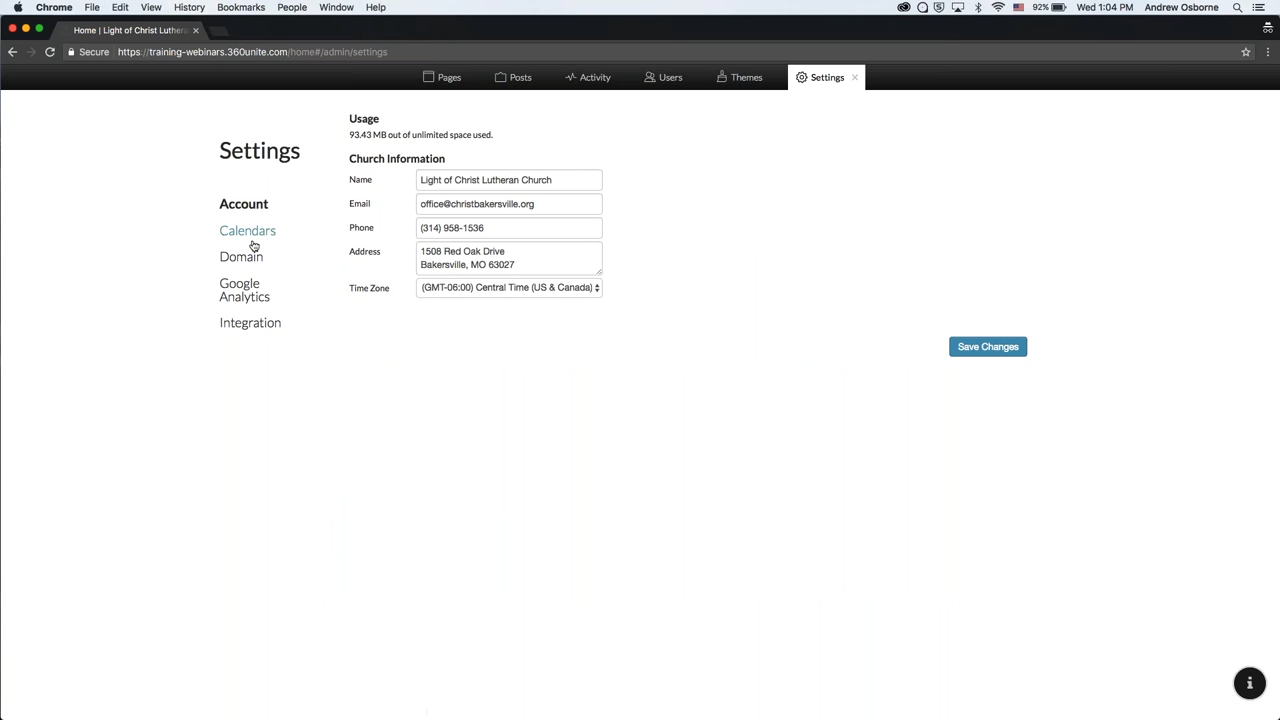 Chrome File Edit View History Bookmarks People Window Help 92% Wed 1:04 PM Andrew Osborne
Home | Light of Christ Luthera
Secure https://training-webinars.360unite.com/home#/admin/settings
Pages Posts Activity Users Themes Settings
Usage
93.43 MB out of unlimited space used.
Settings
Church Information
Name Light of Christ Lutheran Church
Account
Email office@christbakersville.org
Calendars
Phone (314) 958-1536
Domain
Address 1508 Red Oak Drive
Bakersville, MO 63027
Google
Analytics
Time Zone (GMT-06:00) Central Time (US & Canada)
Integration
Save Changes